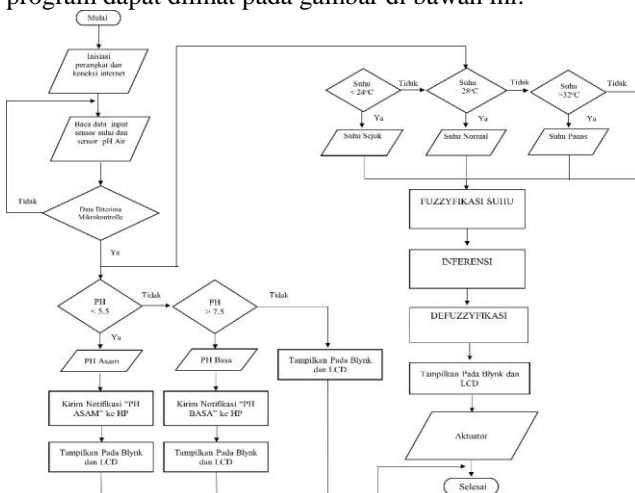 program dapat dilihat pada gambar di bawah ini.
Mulai
Inisiasi
perangkat dan
koneksi internet
Baca data input
sensor suhu dan
sensor pH Air
Tidak
Data Diterima
Mikrokontrolle
Ya
PH
< 5.5
Tidak
PH
> 7.5
Tidak
Ya
PH Asam
PH Basa
Tampilkan Pada Blynk
dan LCD
Kirim Notifikasi "PH
ASAM" ke HP
Kirim Notifikasi "PH
BASA" ke HP
Tampilkan Pada Blynk
dan LCD
Tampilkan Pada Blynk
dan LCD
Suhu
< 24°C
Tidak
Suhu
28°C
Tidak
Suhu
>32°C
Tidak
Ya
Ya
Ya
Suhu Sejuk
Suhu Normal
Suhu Panas
FUZZYFIKASI SUHU
INFERENSI
DEFUZZYFIKASI
Tampilkan Pada Blynk dan
LCD
Aktuator
Selesai